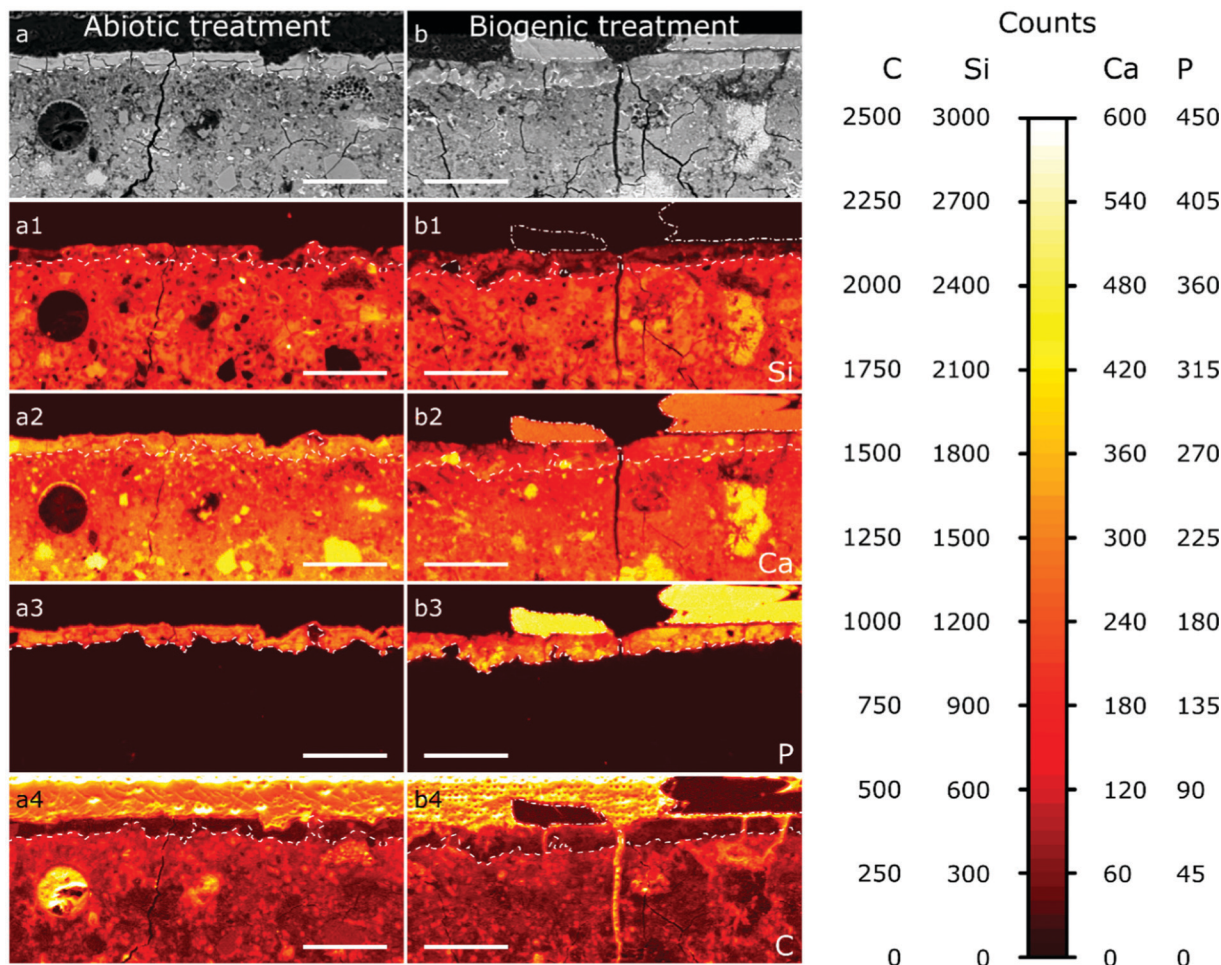 a Abiotic treatment b Biogenic treatment
a1 b1 Si
a2 b2 Ca
a3 b3 P
a4 b4 C
Counts
C Si Ca P
2500 3000 600 450
2250 2700 540 405
2000 2400 480 360
1750 2100 420 315
1500 1800 360 270
1250 1500 300 225
1000 1200 240 180
750 900 180 135
500 600 120 90
250 300 60 45
0 0 0 0